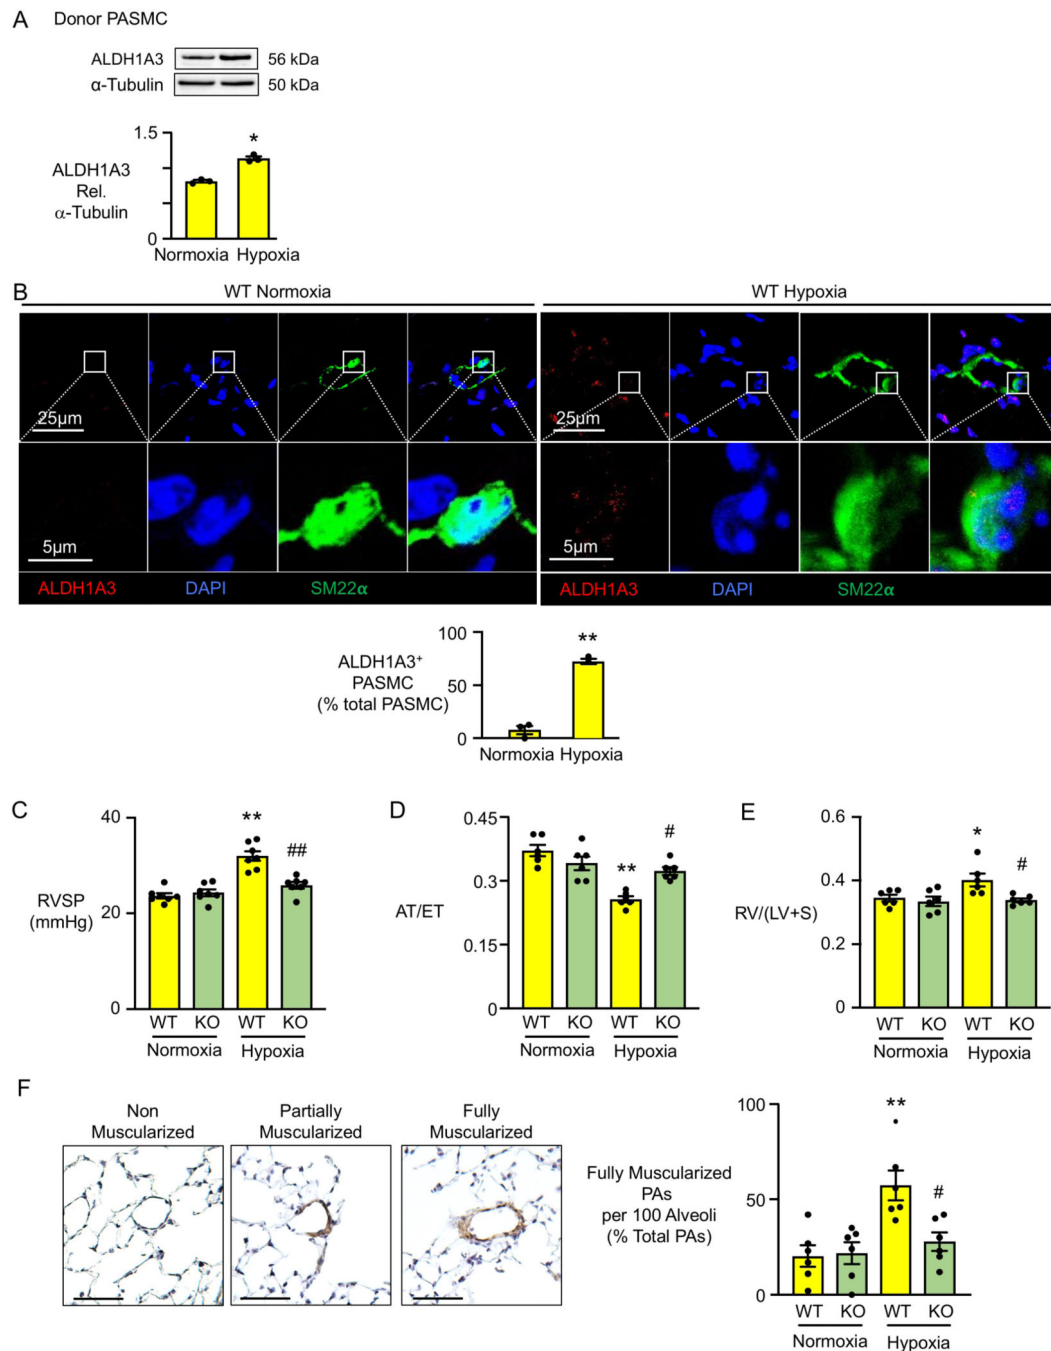 A Donor PASMC
ALDH1A3 56 kDa
α-Tubulin 50 kDa
1.5
*
ALDH1A3
Rel.
α-Tubulin
0
Normoxia Hypoxia
B
WT Normoxia WT Hypoxia
25µm 25µm
5µm 5µm
ALDH1A3 DAPI SM22α ALDH1A3 DAPI SM22α
100
**
ALDH1A3⁺
PASMC
(% total PASMC)
50
0
Normoxia Hypoxia
C
40
**
##
RVSP
(mmHg)
20
0
WT KO WT KO
Normoxia Hypoxia
D
0.45
#
**
0.3
AT/ET
0.15
0
WT KO WT KO
Normoxia Hypoxia
E
0.6
*
#
0.4
RV/(LV+S)
0.2
0
WT KO WT KO
Normoxia Hypoxia
F
Non
Muscularized
Partially
Muscularized
Fully
Muscularized
100
**
Fully Muscularized
PAs
per 100 Alveoli
(% Total PAs)
#
50
0
WT KO WT KO
Normoxia Hypoxia